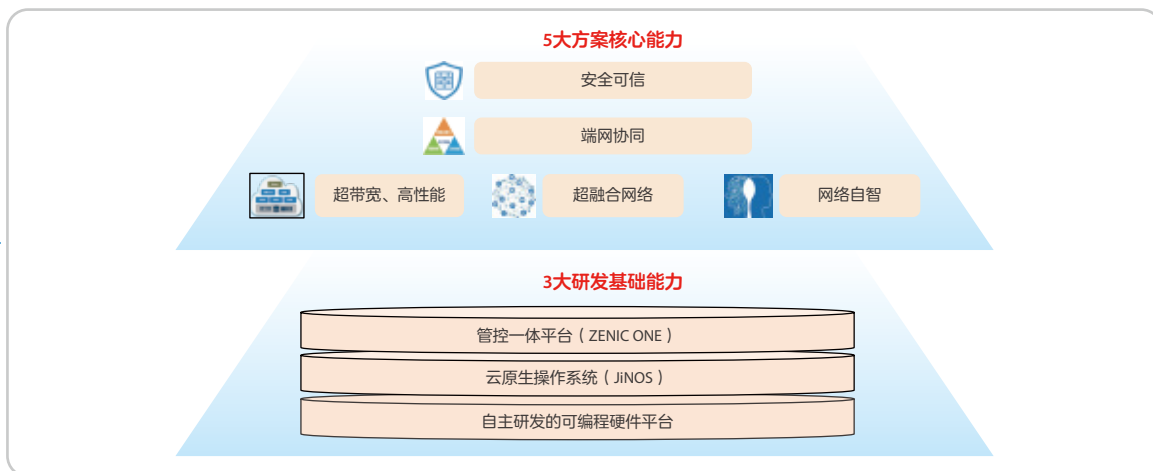 5大方案核心能力
安全可信
端网协同
超带宽、高性能
超融合网络
网络自智
3大研发基础能力
管控一体平台（ZENIC ONE）
云原生操作系统（JiNOS）
自主研发的可编程硬件平台